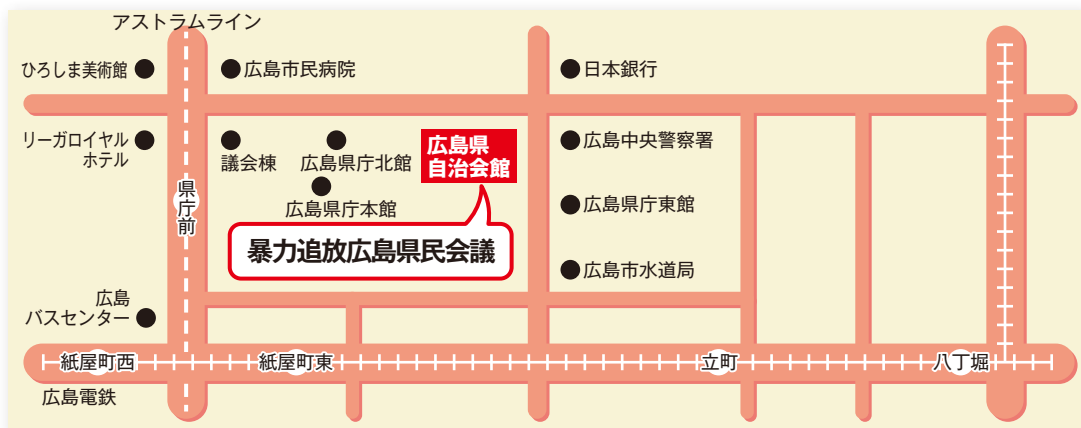 アストラムライン
ひろしま美術館
広島市民病院
日本銀行
リーガロイヤル
ホテル
議会棟
広島県庁北館
広島県
自治会館
広島中央警察署
県庁前
広島県庁本館
広島県庁東館
暴力追放広島県民会議
広島市水道局
広島
バスセンター
紙屋町西
紙屋町東
立町
八丁堀
広島電鉄